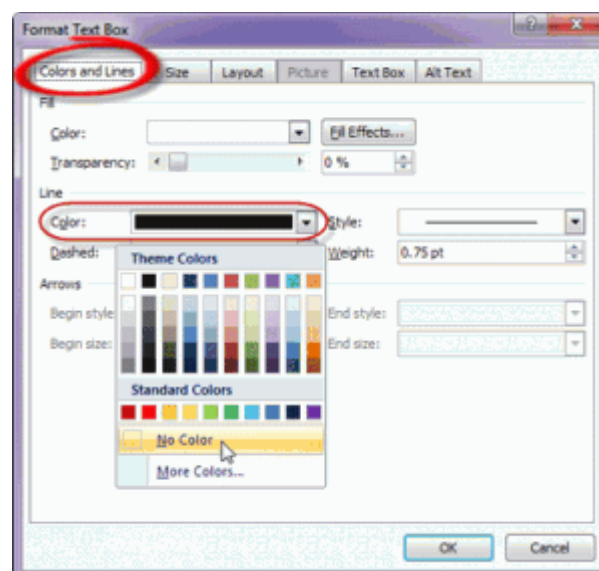 Format Text Box
Colors and Lines Size Layout Picture Text Box Alt Text
Fill
Color: Fill Effects...
Transparency: 0 %
Line
Color: Style:
Dashed: Weight: 0.75 pt
Theme Colors
Arrows
Begin style End style:
Begin size: End size:
Standard Colors
No Color
More Colors...
OK Cancel